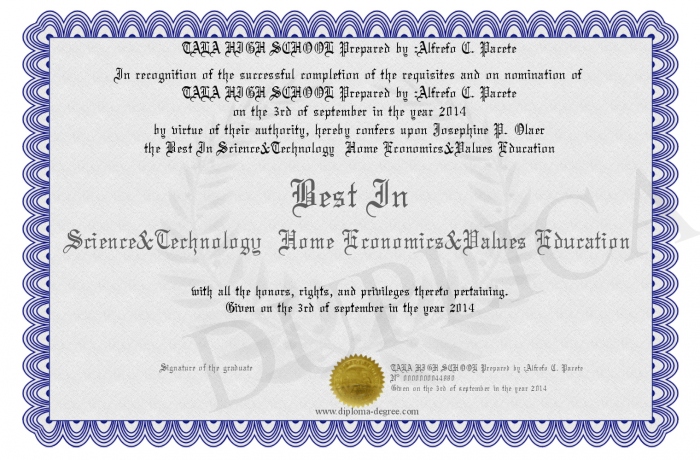 TALA HIGH SCHOOL Prepared by :Alfrefo C. Pacete
In recognition of the successful completion of the requisites and on nomination of
TALA HIGH SCHOOL Prepared by :Alfrefo C. Pacete
on the 3rd of september in the year 2014
by virtue of their authority, hereby confers upon Josephine P. Olaer
the Best In Science&Technology Home Economics&Values Education
Best In
Science&Technology Home Economics&Values Education
with all the honors, rights, and privileges thereto pertaining.
Given on the 3rd of september in the year 2014
DUPLICA
Signature of the graduate
TALA HIGH SCHOOL Prepared by :Alfrefo C. Pacete
Given on the 3rd of september in the year 2014
www.diploma-degree.com